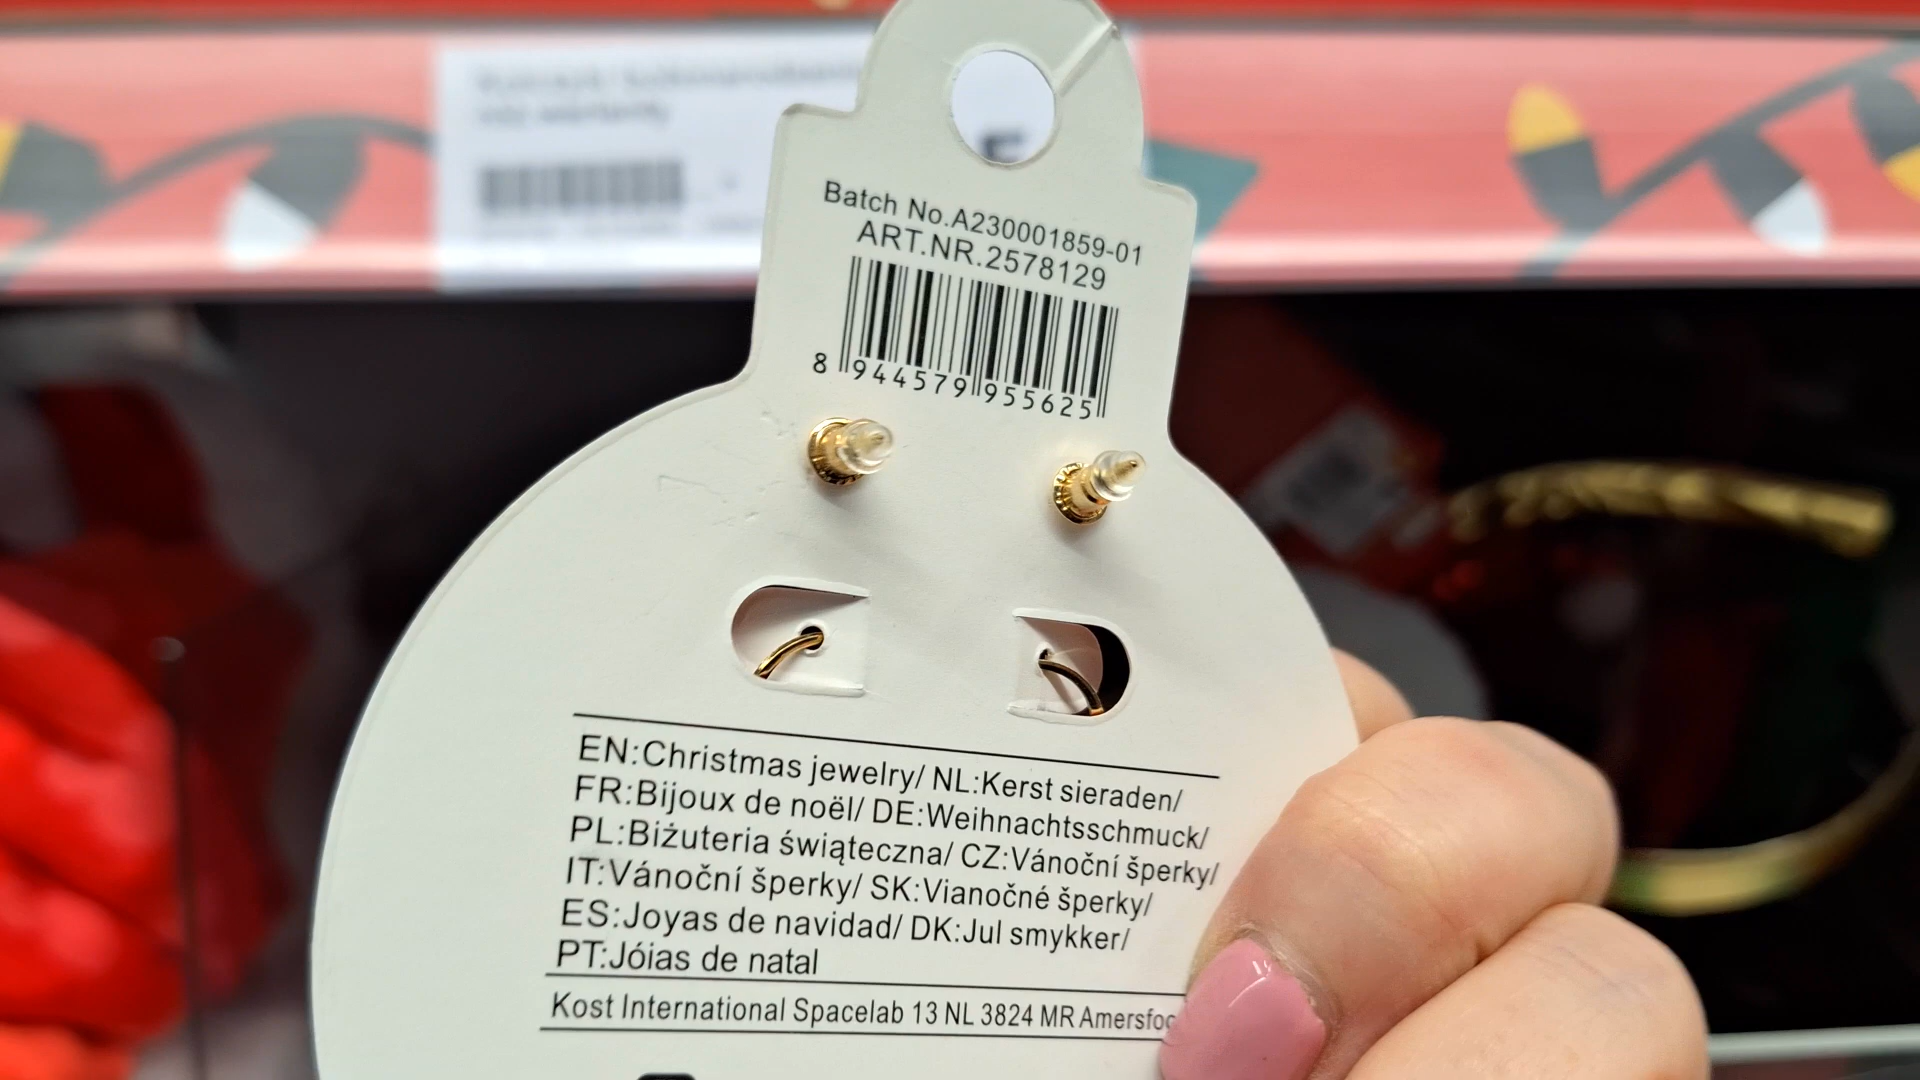 Batch No.A230001859-01
ART.NR.2578129
8 944579 955625
EN:Christmas jewelry/ NL:Kerst sieraden/
FR:Bijoux de noël/ DE:Weihnachtsschmuck/
PL:Biżuteria świąteczna/ CZ:Vánoční šperky/
IT:Vánoční šperky/ SK:Vianočné šperky/
ES:Joyas de navidad/ DK:Jul smykker/
PT:Jóias de natal
Kost International Spacelab 13 NL 3824 MR Amersfoo